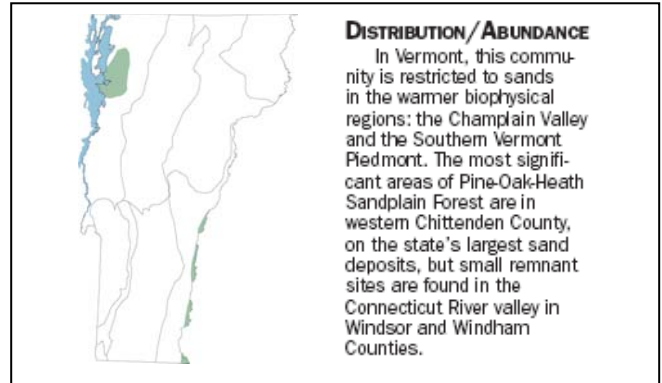 DISTRIBUTION/ABUNDANCE
In Vermont, this commu-
nity is restricted to sands
in the warmer biophysical
regions: the Champlain Valley
and the Southern Vermont
Piedmont. The most signifi-
cant areas of Pine-Oak-Heath
Sandplain Forest are in
western Chittenden County,
on the state's largest sand
deposits, but small remnant
sites are found in the
Connecticut River valley in
Windsor and Windham
Counties.